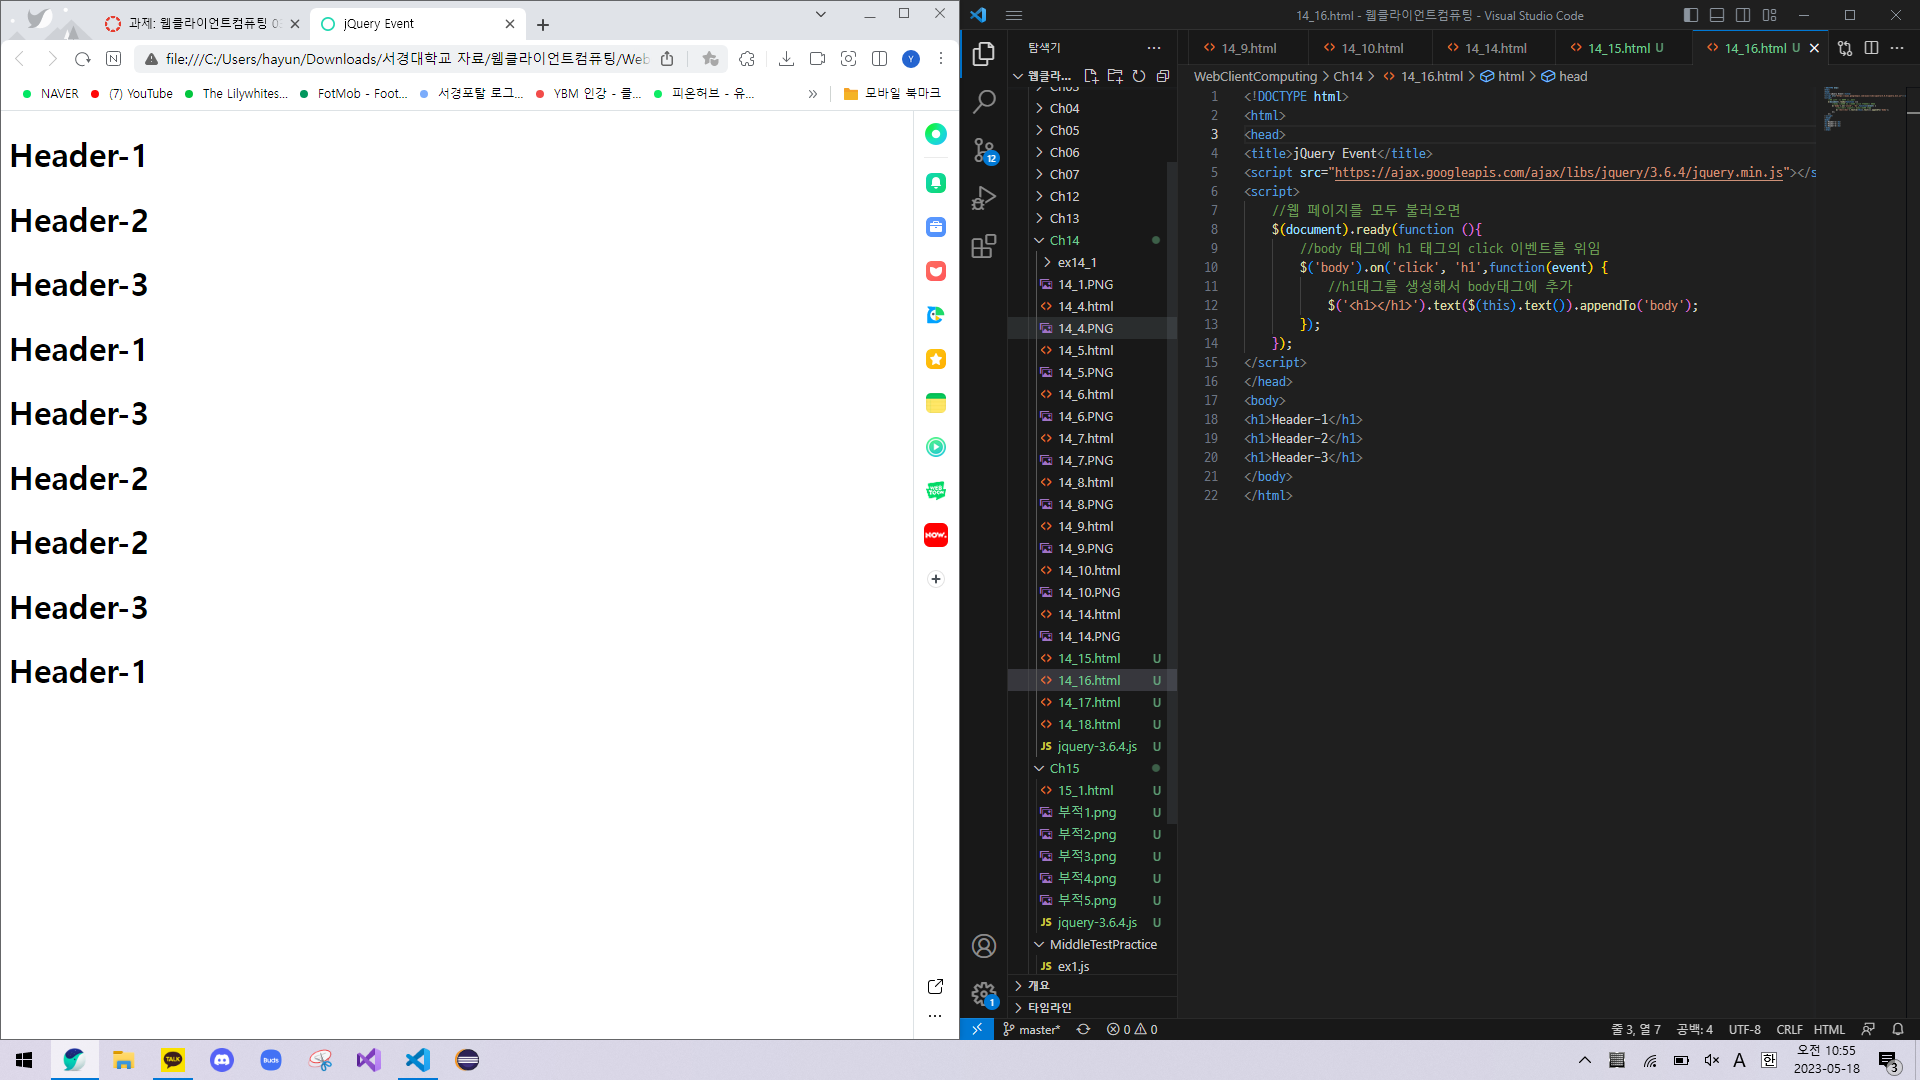 과제: 웹클라이언트컴퓨팅 0
jQuery Event
file:///C:/Users/hayun/Downloads/서경대학교 자료/웹클라이언트컴퓨팅/Web
NAVER
(7) YouTube
The Lilywhites...
FotMob - Foot...
서경포탈 로그...
YBM 인강 - 클...
피온허브 - 유...
모바일 북마크
Header-1
Header-2
Header-3
Header-1
Header-3
Header-2
Header-2
Header-3
Header-1
WEB TOON
NOW.
14_16.html - 웹클라이언트컴퓨팅 - Visual Studio Code
탐색기
웹클라...
Ch03
Ch04
Ch05
Ch06
Ch07
Ch12
Ch13
Ch14
ex14_1
14_1.PNG
14_4.html
14_4.PNG
14_5.html
14_5.PNG
14_6.html
14_6.PNG
14_7.html
14_7.PNG
14_8.html
14_8.PNG
14_9.html
14_9.PNG
14_10.html
14_10.PNG
14_14.html
14_14.PNG
14_15.html U
14_16.html U
14_17.html U
14_18.html U
JS jquery-3.6.4.js U
Ch15
15_1.html U
부적1.png U
부적2.png U
부적3.png U
부적4.png U
부적5.png U
JS jquery-3.6.4.js U
MiddleTestPractice
JS ex1.js
개요
타임라인
12
1
14_9.html
14_10.html
14_14.html
14_15.html U
14_16.html U
WebClientComputing > Ch14 > 14_16.html > html > head
1 <!DOCTYPE html>
2 <html>
3 <head>
4 <title>jQuery Event</title>
5 <script src="https://ajax.googleapis.com/ajax/libs/jquery/3.6.4/jquery.min.js"></s
6 <script>
7 //웹 페이지를 모두 불러오면
8 $(document).ready(function (){
9 //body 태그에 h1 태그의 click 이벤트를 위임
10 $('body').on('click', 'h1',function(event) {
11 //h1태그를 생성해서 body태그에 추가
12 $('<h1></h1>').text($(this).text()).appendTo('body');
13 });
14 });
15 </script>
16 </head>
17 <body>
18 <h1>Header-1</h1>
19 <h1>Header-2</h1>
20 <h1>Header-3</h1>
21 </body>
22 </html>
master*
0 0
줄 3, 열 7
공백: 4
UTF-8
CRLF
HTML
TALK
Buds
A
한
오전 10:55
2023-05-18
3